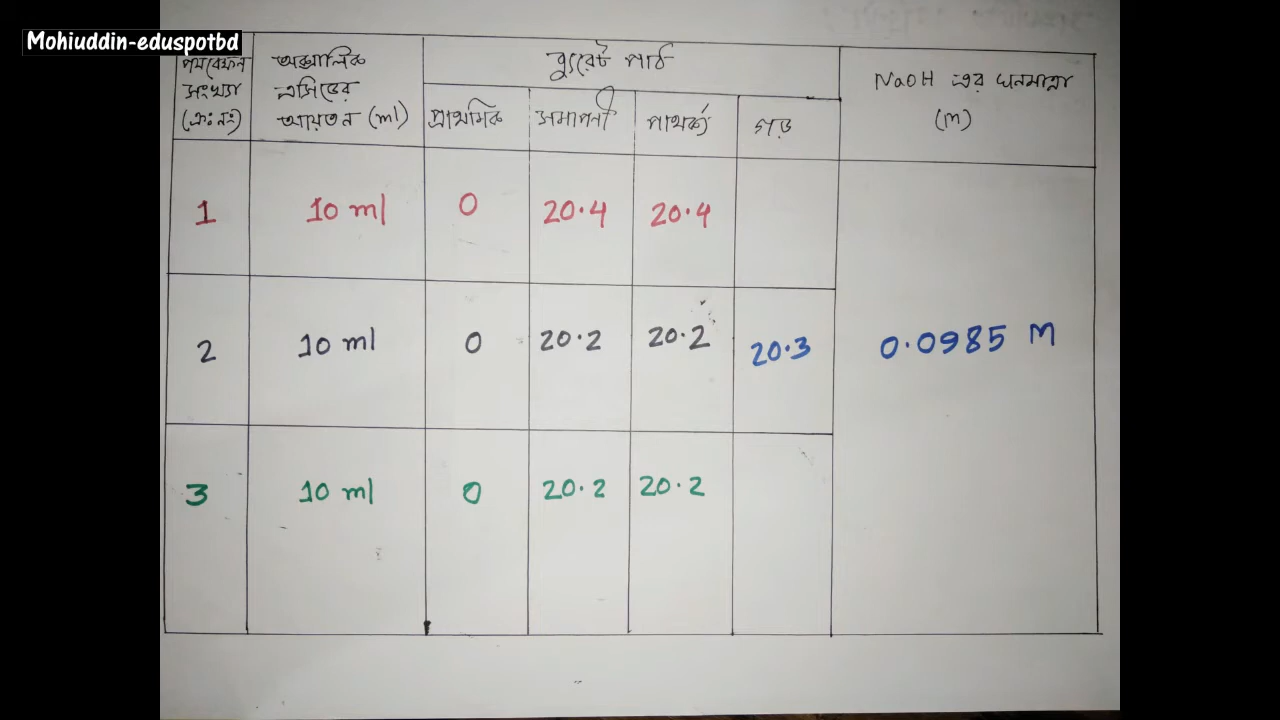 Mohiuddin-eduspotbd
পর্যবেক্ষন
সংখ্যা
(ক্রঃ নং)
অক্সালিক
এসিডের
আয়তন (ml)
ব্যুরেট পাঠ
প্রাথমিক
সমাপনী
পার্থক্য
গড়
NaOH এর ঘনমাত্রা
(M)
1
10 ml
0
20.4
20.4
2
10 ml
0
20.2
20.2
20.3
0.0985 M
3
10 ml
0
20.2
20.2